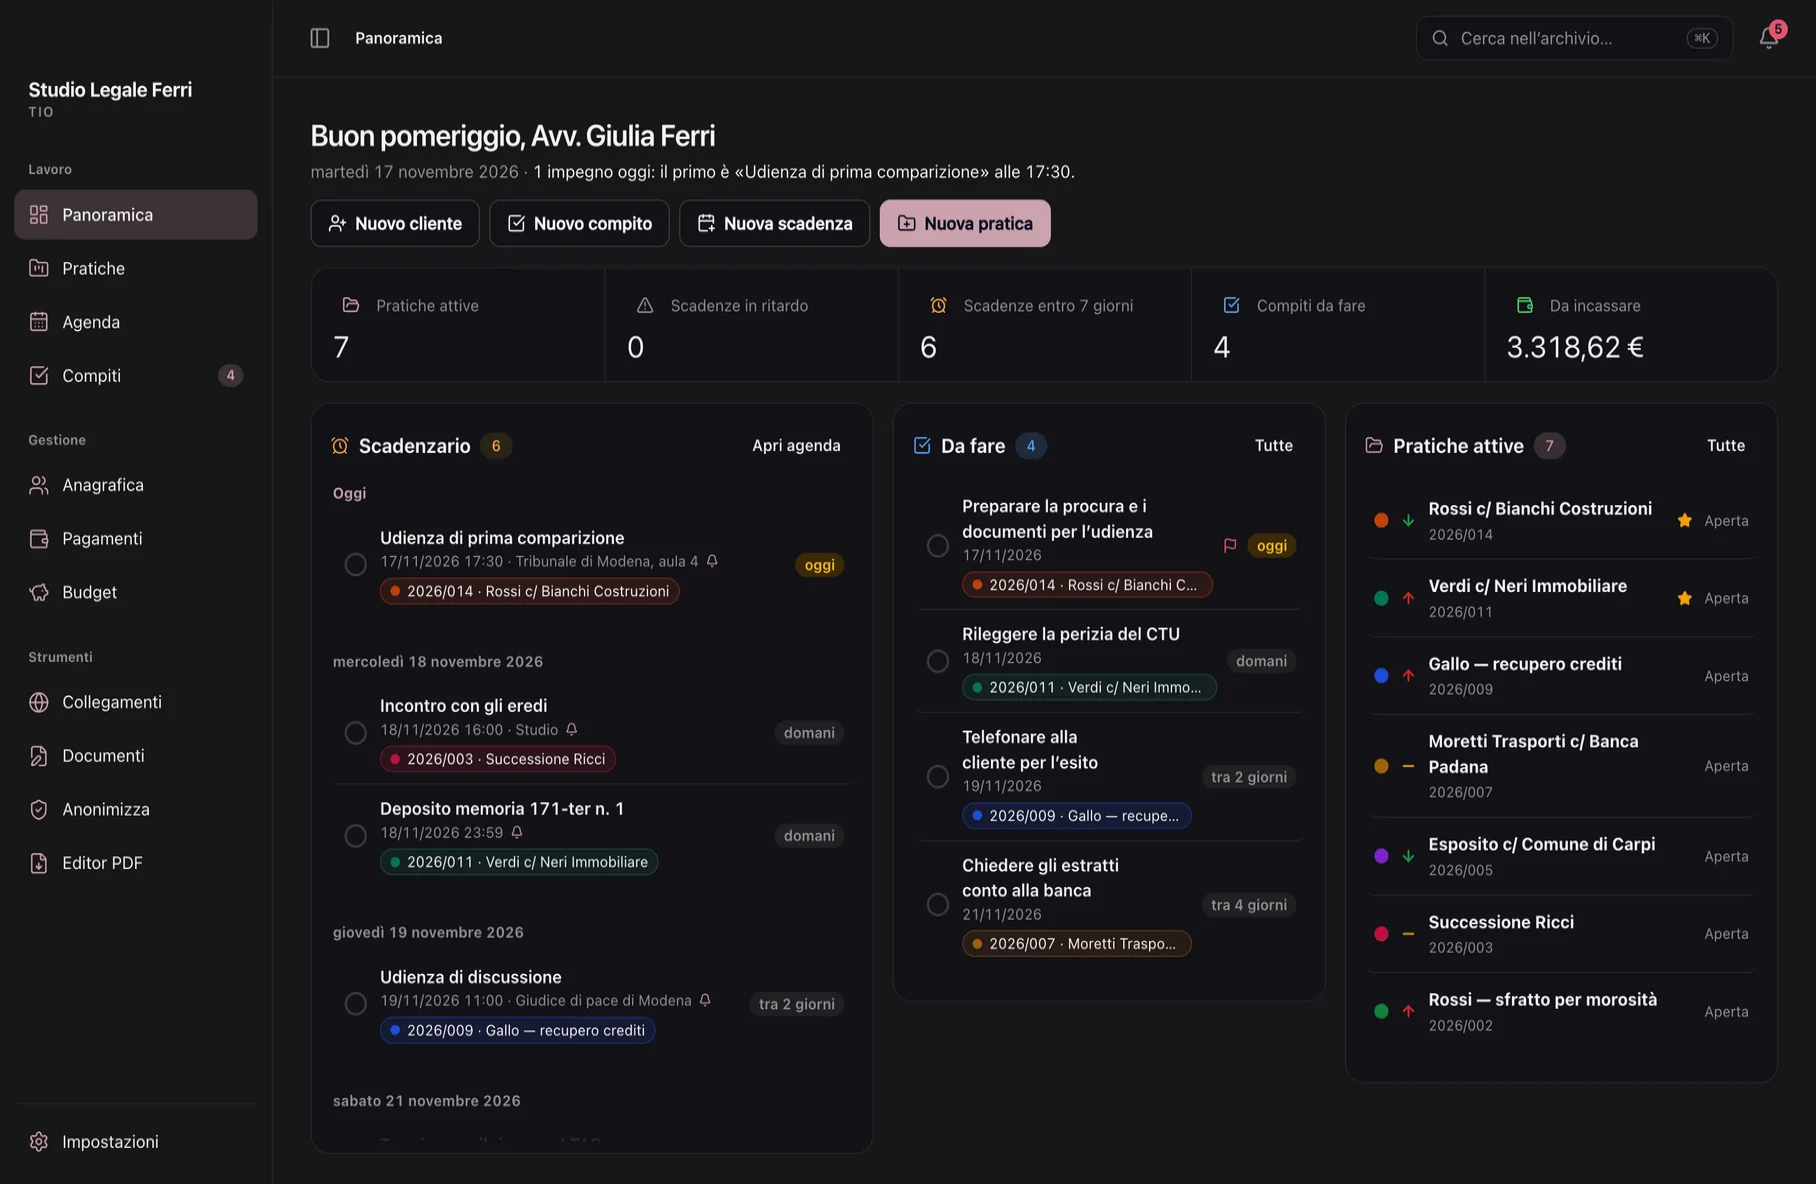 Studio Legale Ferri
TIO
Lavoro
Panoramica
Pratiche
Agenda
Compiti 4
Gestione
Anagrafica
Pagamenti
Budget
Strumenti
Collegamenti
Documenti
Anonimizza
Editor PDF
Impostazioni
Panoramica
Cerca nell’archivio… ⌘K
5
Buon pomeriggio, Avv. Giulia Ferri
martedì 17 novembre 2026 · 1 impegno oggi: il primo è «Udienza di prima comparizione» alle 17:30.
Nuovo cliente
Nuovo compito
Nuova scadenza
Nuova pratica
Pratiche attive
7
Scadenze in ritardo
0
Scadenze entro 7 giorni
6
Compiti da fare
4
Da incassare
3.318,62 €
Scadenzario 6 Apri agenda
Oggi
Udienza di prima comparizione
17/11/2026 17:30 · Tribunale di Modena, aula 4
oggi
2026/014 · Rossi c/ Bianchi Costruzioni
mercoledì 18 novembre 2026
Incontro con gli eredi
18/11/2026 16:00 · Studio
domani
2026/003 · Successione Ricci
Deposito memoria 171-ter n. 1
18/11/2026 23:59
domani
2026/011 · Verdi c/ Neri Immobiliare
giovedì 19 novembre 2026
Udienza di discussione
19/11/2026 11:00 · Giudice di pace di Modena
tra 2 giorni
2026/009 · Gallo — recupero crediti
sabato 21 novembre 2026
Da fare 4 Tutte
Preparare la procura e i
documenti per l’udienza
17/11/2026
oggi
2026/014 · Rossi c/ Bianchi C…
Rileggere la perizia del CTU
18/11/2026
domani
2026/011 · Verdi c/ Neri Immo…
Telefonare alla
cliente per l’esito
19/11/2026
tra 2 giorni
2026/009 · Gallo — recupe…
Chiedere gli estratti
conto alla banca
21/11/2026
tra 4 giorni
2026/007 · Moretti Traspo…
Pratiche attive 7 Tutte
Rossi c/ Bianchi Costruzioni
2026/014
Aperta
Verdi c/ Neri Immobiliare
2026/011
Aperta
Gallo — recupero crediti
2026/009
Aperta
Moretti Trasporti c/ Banca
Padana
2026/007
Aperta
Esposito c/ Comune di Carpi
2026/005
Aperta
Successione Ricci
2026/003
Aperta
Rossi — sfratto per morosità
2026/002
Aperta